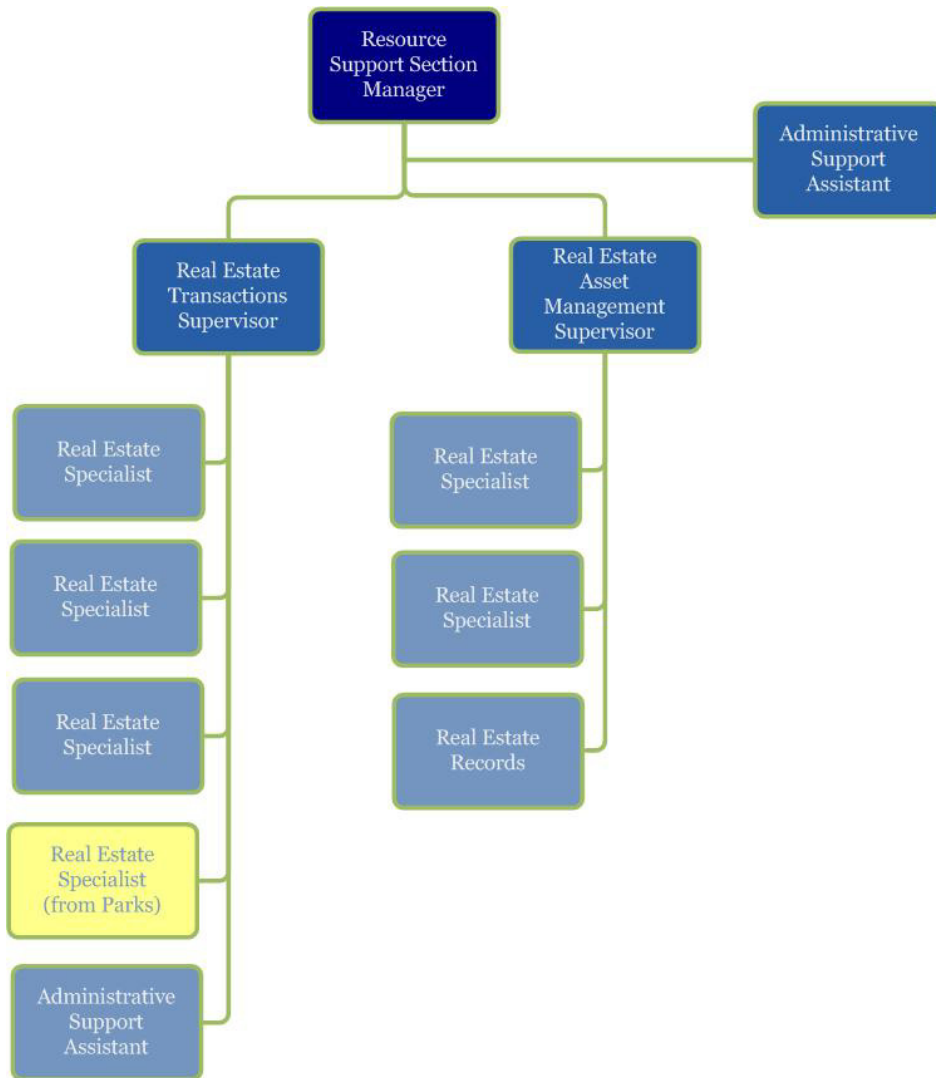 Resource
Support Section
Manager
Administrative
Support
Assistant
Real Estate
Transactions
Supervisor
Real Estate
Asset
Management
Supervisor
Real Estate
Specialist
Real Estate
Specialist
Real Estate
Specialist
Real Estate
Specialist
(from Parks)
Administrative
Support
Assistant
Real Estate
Specialist
Real Estate
Specialist
Real Estate
Records